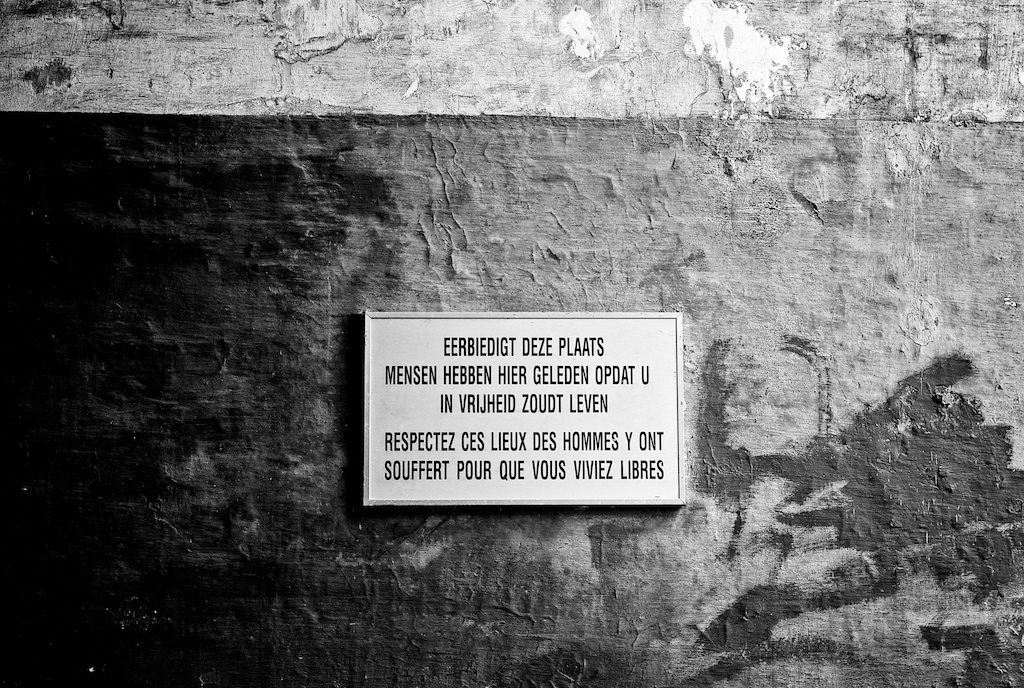 EERBIEDIGT DEZE PLAATS
MENSEN HEBBEN HIER GELEDEN OPDAT U
IN VRIJHEID ZOUDT LEVEN
RESPECTEZ CES LIEUX DES HOMMES Y ONT
SOUFFERT POUR QUE VOUS VIVIEZ LIBRES